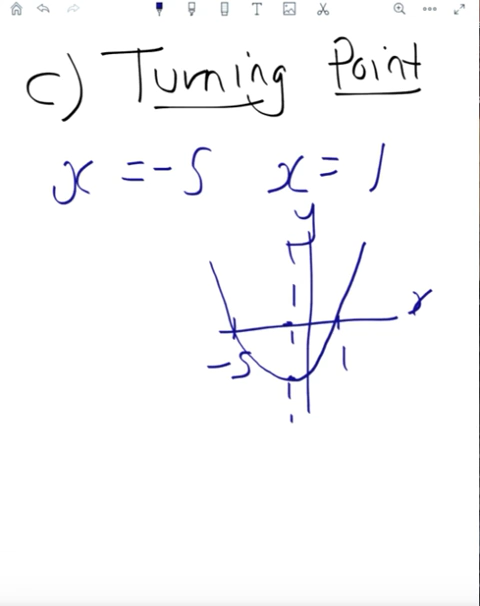 c) Turning Point
x = -5 x = 1
y
x
-5 1